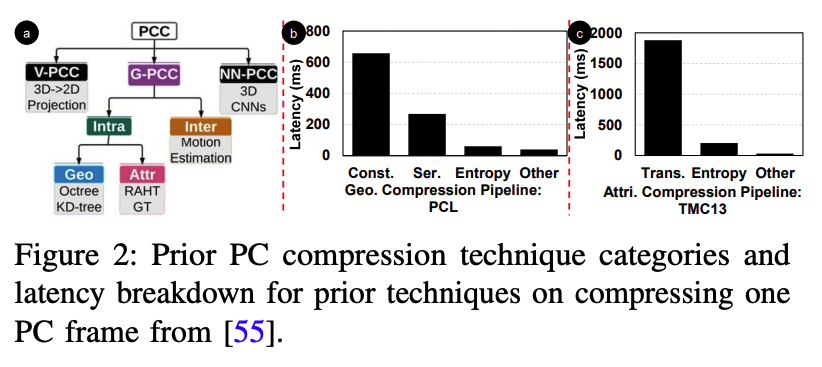 a
PCC
V-PCC
3D->2D
Projection
G-PCC
NN-PCC
3D
CNNs
Intra
Inter
Motion
Estimation
Geo
Octree
KD-tree
Attr
RAHT
GT
b
Latency (ms)
800
600
400
200
0
Const. Ser. Entropy Other
Geo. Compression Pipeline:
PCL
c
Latency (ms)
2000
1500
1000
500
0
Trans. Entropy Other
Attri. Compression Pipeline:
TMC13
Figure 2: Prior PC compression technique categories and
latency breakdown for prior techniques on compressing one
PC frame from [55].